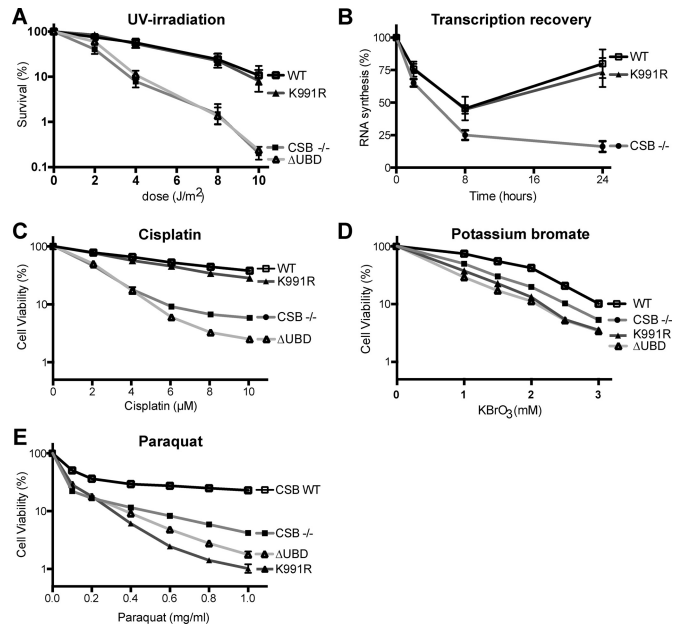 A
UV-irradiation
Survival (%)
100
10
1
0.1
0 2 4 6 8 10
dose (J/m²)
WT
K991R
CSB -/-
ΔUBD
B
Transcription recovery
RNA synthesis (%)
100
75
50
25
0
0 8 16 24
Time (hours)
WT
K991R
CSB -/-
C
Cisplatin
Cell Viability (%)
100
10
1
0 2 4 6 8 10
Cisplatin (µM)
WT
K991R
CSB -/-
ΔUBD
D
Potassium bromate
Cell Viability (%)
100
10
1
0 1 2 3
KBrO₃(mM)
WT
CSB -/-
K991R
ΔUBD
E
Paraquat
Cell Viability (%)
100
10
1
0.0 0.2 0.4 0.6 0.8 1.0
Paraquat (mg/ml)
CSB WT
CSB -/-
ΔUBD
K991R